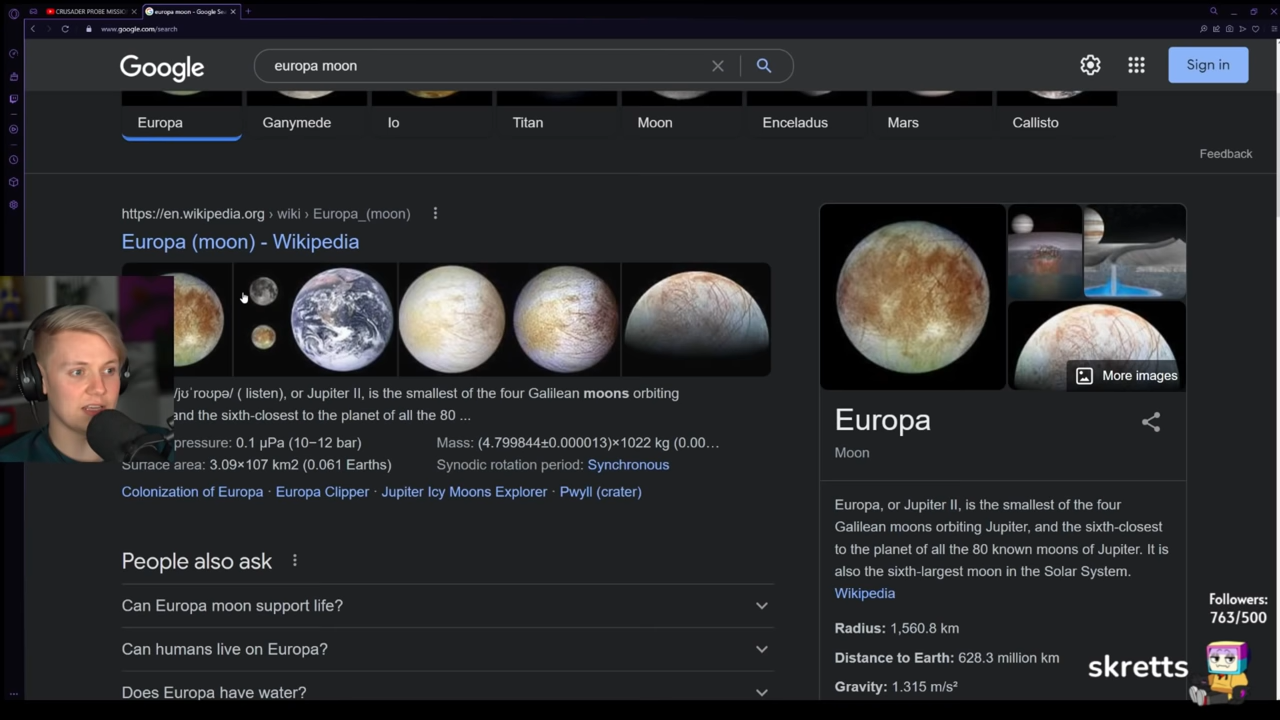 CRUSADER PROBE MISSIO
europa moon - Google Sea
www.google.com/search
Google
europa moon
Sign in
Europa
Ganymede
Io
Titan
Moon
Enceladus
Mars
Callisto
Feedback
https://en.wikipedia.org › wiki › Europa_(moon)
Europa (moon) - Wikipedia
/jʊˈroʊpə/ ( listen), or Jupiter II, is the smallest of the four Galilean moons orbiting
and the sixth-closest to the planet of all the 80 ...
pressure: 0.1 µPa (10−12 bar)
Mass: (4.799844±0.000013)×1022 kg (0.00…
Surface area: 3.09×107 km2 (0.061 Earths)
Synodic rotation period: Synchronous
Colonization of Europa · Europa Clipper · Jupiter Icy Moons Explorer · Pwyll (crater)
People also ask
Can Europa moon support life?
Can humans live on Europa?
Does Europa have water?
More images
Europa
Moon
Europa, or Jupiter II, is the smallest of the four
Galilean moons orbiting Jupiter, and the sixth-closest
to the planet of all the 80 known moons of Jupiter. It is
also the sixth-largest moon in the Solar System.
Wikipedia
Radius: 1,560.8 km
Distance to Earth: 628.3 million km
Gravity: 1.315 m/s²
Followers:
763/500
skretts